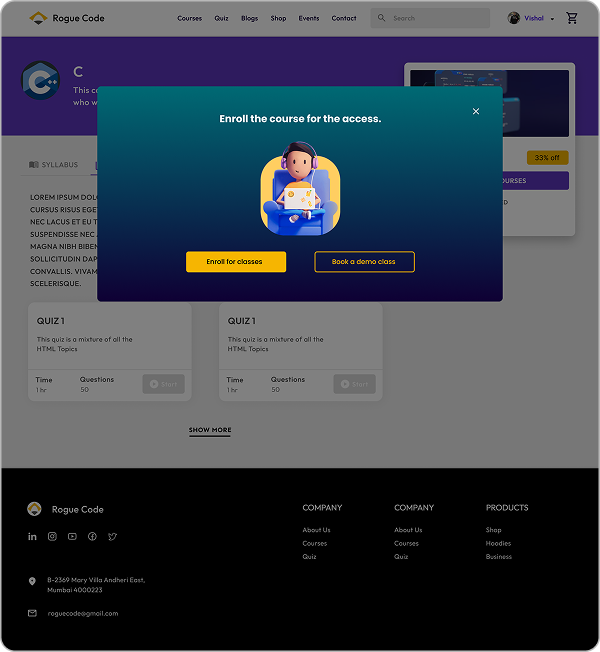 Rogue Code
Courses Quiz Blogs Shop Events Contact
Search
Vishal
C
This co
who w
Enroll the course for the access.
Enroll for classes
Book a demo class
33% off
OURSES
D
SYLLABUS
LOREM IPSUM DOLO
CURSUS RISUS EGE
NEC LACUS ET EU T
SUSPENDISSE NEC
MAGNA NIBH BIBEN
SOLLICITUDIN DAP
CONVALLIS. VIVAM
SCELERISQUE.
QUIZ 1
This quiz is a mixture of all the
HTML Topics
Time Questions
1 hr 50
Start
QUIZ 1
This quiz is a mixture of all the
HTML Topics
Time Questions
1 hr 50
Start
SHOW MORE
Rogue Code
B-2369 Mary Villa Andheri East,
Mumbai 4000223
roguecode@gmail.com
COMPANY
About Us
Courses
Quiz
COMPANY
About Us
Courses
Quiz
PRODUCTS
Shop
Hoodies
Business